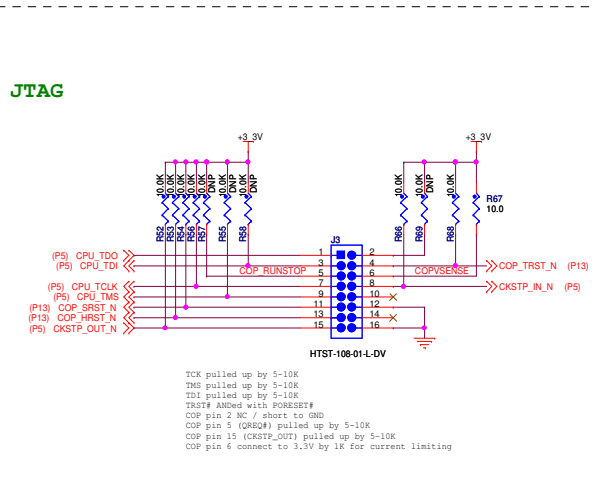 JTAG
+3_3V
+3_3V
10.0K
10.0K
10.0K
10.0K
10.0K
DNP
10.0K
DNP
10.0K
DNP
10.0K
10.0K
DNP
10.0K
R67
10.0
R52
R53
R54
R56
R57
R55
R58
R66
R69
R68
J3
(P5) CPU_TDO
1
2
(P5) CPU_TDI
3
4
COP_TRST_N (P13)
COP_RUNSTOP
5
6
COPVSENSE
(P5) CPU_TCLK
7
8
CKSTP_IN_N (P5)
(P5) CPU_TMS
9
10
(P13) COP_SRST_N
11
12
(P13) COP_HRST_N
13
14
(P5) CKSTP_OUT_N
15
16
HTST-108-01-L-DV
TCK pulled up by 5-10K
TMS pulled up by 5-10K
TDI pulled up by 5-10K
TRST# ANDed with PORESET#
COP pin 2 NC / short to GND
COP pin 5 (QREQ#) pulled up by 5-10K
COP pin 15 (CKSTP_OUT) pulled up by 5-10K
COP pin 6 connect to 3.3V by 1K for current limiting